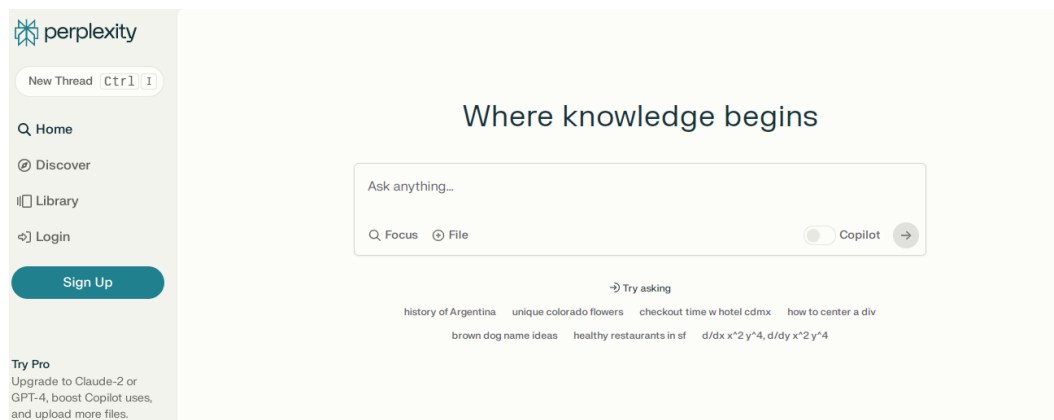 perplexity
New Thread Ctrl I
Home
Discover
Library
Login
Sign Up
Try Pro
Upgrade to Claude-2 or
GPT-4, boost Copilot uses,
and upload more files.
Where knowledge begins
Ask anything...
Focus File Copilot
Try asking
history of Argentina unique colorado flowers checkout time w hotel cdmx how to center a div
brown dog name ideas healthy restaurants in sf d/dx x^2 y^4, d/dy x^2 y^4